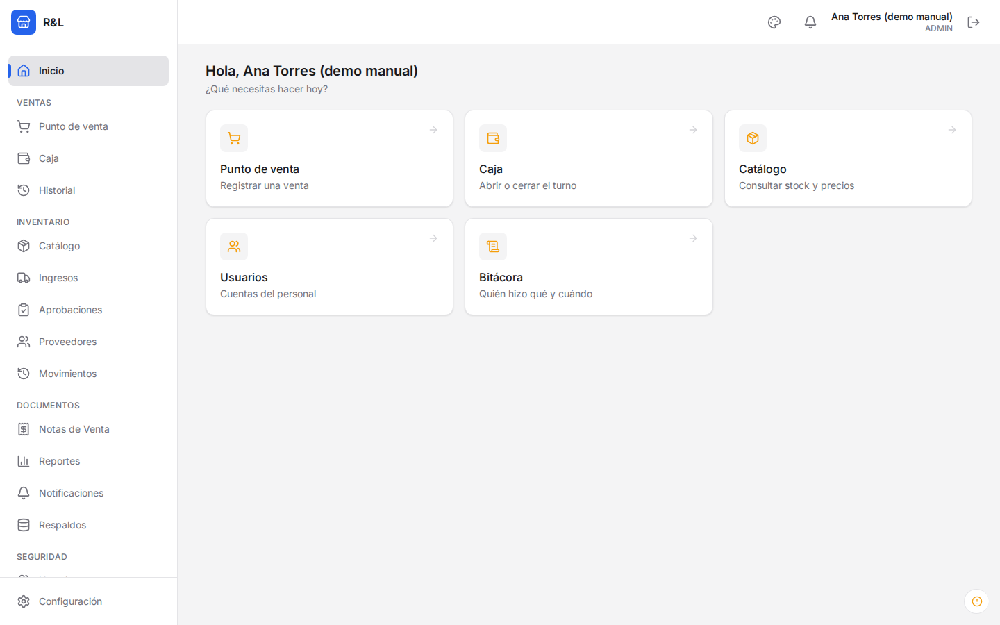 R&L
Ana Torres (demo manual)
ADMIN
Inicio
VENTAS
Punto de venta
Caja
Historial
INVENTARIO
Catálogo
Ingresos
Aprobaciones
Proveedores
Movimientos
DOCUMENTOS
Notas de Venta
Reportes
Notificaciones
Respaldos
SEGURIDAD
Configuración
Hola, Ana Torres (demo manual)
¿Qué necesitas hacer hoy?
Punto de venta
Registrar una venta
Caja
Abrir o cerrar el turno
Catálogo
Consultar stock y precios
Usuarios
Cuentas del personal
Bitácora
Quién hizo qué y cuándo